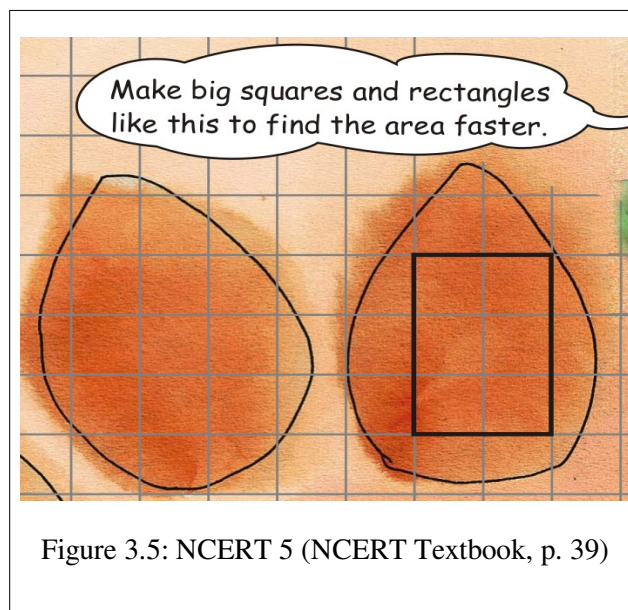 Make big squares and rectangles
like this to find the area faster.
Figure 3.5: NCERT 5 (NCERT Textbook, p. 39)